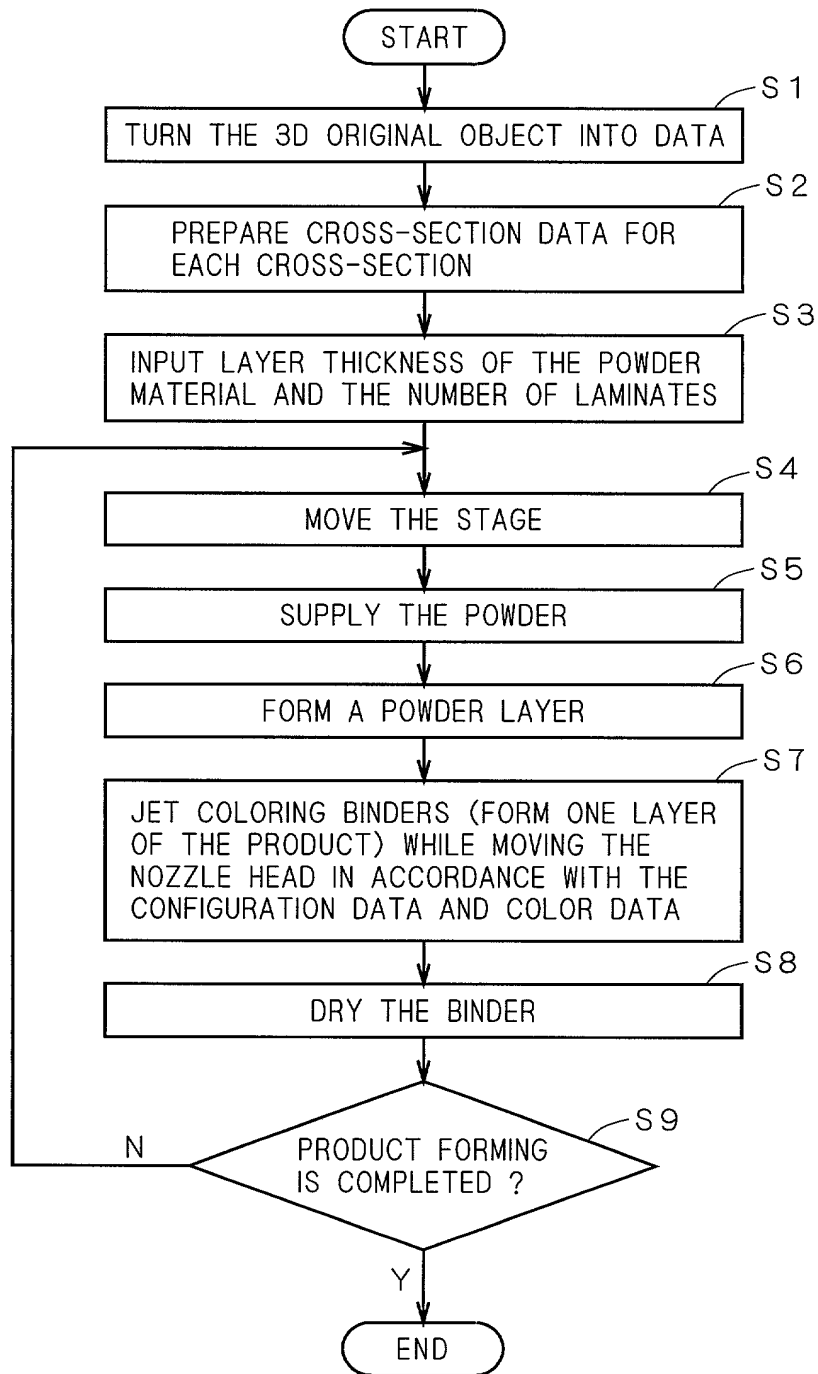 START
S1
TURN THE 3D ORIGINAL OBJECT INTO DATA
S2
PREPARE CROSS-SECTION DATA FOR
EACH CROSS-SECTION
S3
INPUT LAYER THICKNESS OF THE POWDER
MATERIAL AND THE NUMBER OF LAMINATES
S4
MOVE THE STAGE
S5
SUPPLY THE POWDER
S6
FORM A POWDER LAYER
S7
JET COLORING BINDERS (FORM ONE LAYER
OF THE PRODUCT) WHILE MOVING THE
NOZZLE HEAD IN ACCORDANCE WITH THE
CONFIGURATION DATA AND COLOR DATA
S8
DRY THE BINDER
S9
N
PRODUCT FORMING
IS COMPLETED ?
Y
END